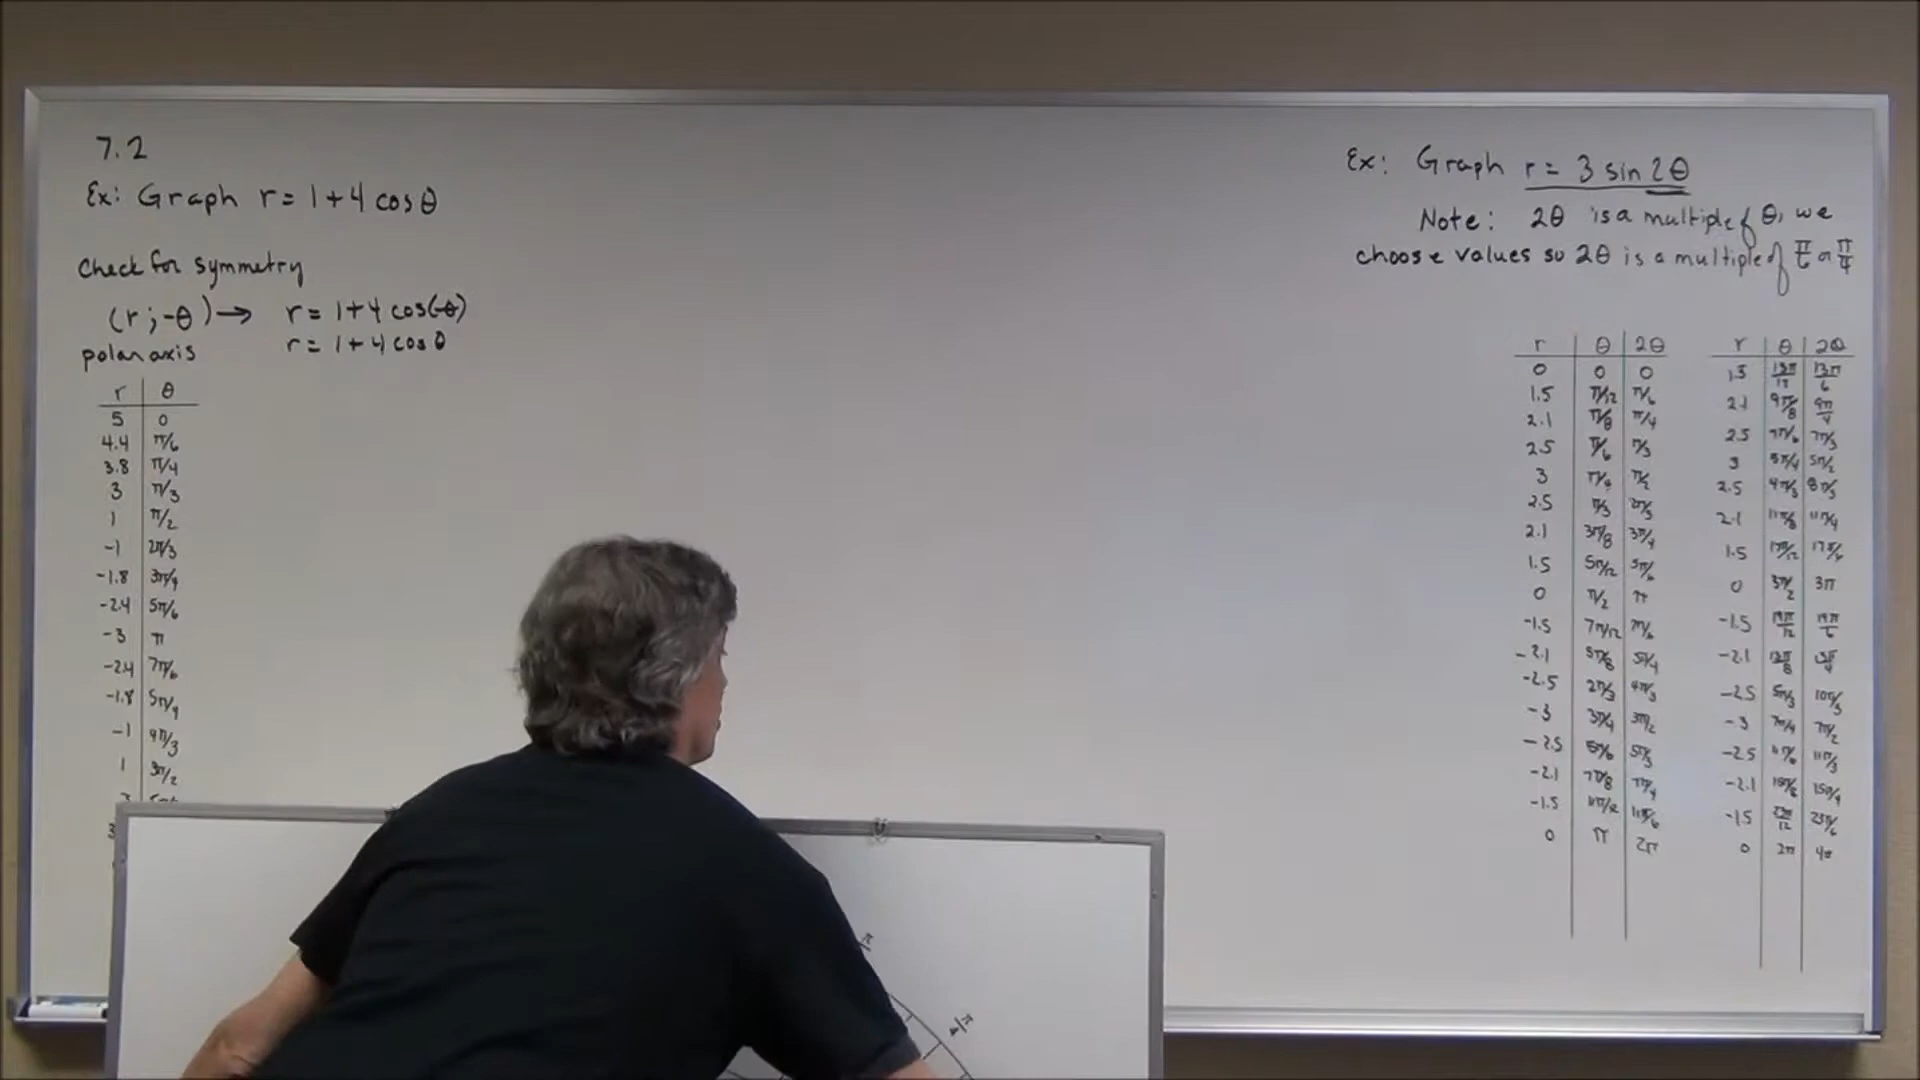 7.2
Ex: Graph r = 1 + 4 cos θ
Check for symmetry
(r, -θ) → r = 1 + 4 cos(-θ)
polar axis r = 1 + 4 cos θ
r θ
5 0
4.4 π/6
3.8 π/4
3 π/3
1 π/2
-1 2π/3
-1.8 3π/4
-2.4 5π/6
-3 π
-2.4 7π/6
-1.8 5π/4
-1 4π/3
1 3π/2
Ex: Graph r = 3 sin 2θ
Note: 2θ is a multiple of θ, we
choose values so 2θ is a multiple of π/6 or π/4
r θ 2θ
0 0 0
1.5 π/12 π/6
2.1 π/8 π/4
2.5 π/6 π/3
3 π/4 π/2
2.5 π/3 2π/3
2.1 3π/8 3π/4
1.5 5π/12 5π/6
0 π/2 π
-1.5 7π/12 7π/6
-2.1 5π/8 5π/4
-2.5 2π/3 4π/3
-3 3π/4 3π/2
-2.5 5π/6 5π/3
-2.1 7π/8 7π/4
-1.5 11π/12 11π/6
0 π 2π
r θ 2θ
1.5 13π/12 13π/6
2.1 9π/8 9π/4
2.5 7π/6 7π/3
3 5π/4 5π/2
2.5 4π/3 8π/3
2.1 11π/8 11π/4
1.5 17π/12
0 3π/2 3π
-1.5 19π/12 19π/6
-2.1 13π/8
-2.5 5π/3 10π/3
-3 7π/4 7π/2
-2.5 11π/6 11π/3
-2.1 15π/8 15π/4
-1.5 23π/12 23π/6
0 2π 4π
π/4